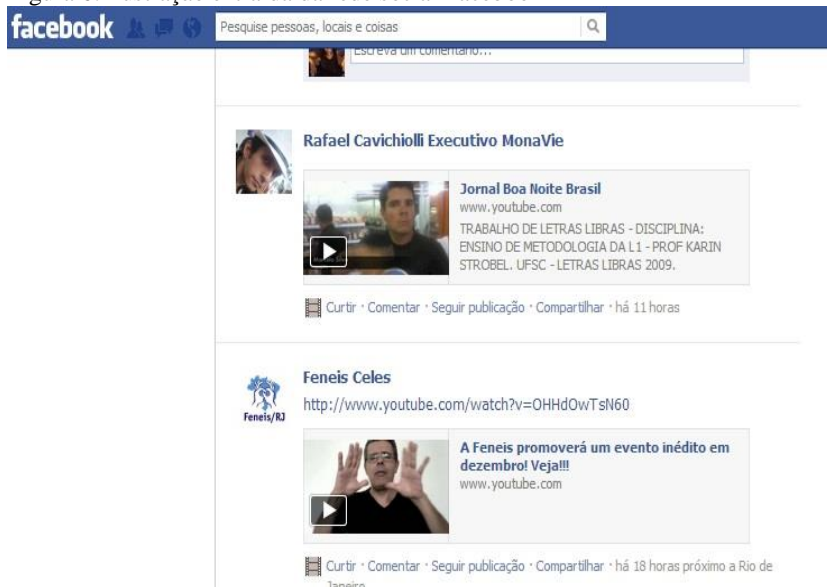 facebook
Pesquise pessoas, locais e coisas
Escreva um comentário...
Rafael Cavichiolli Executivo MonaVie
Jornal Boa Noite Brasil
www.youtube.com
TRABALHO DE LETRAS LIBRAS - DISCIPLINA:
ENSINO DE METODOLOGIA DA L1 - PROF KARIN
STROBEL. UFSC - LETRAS LIBRAS 2009.
Curtir · Comentar · Seguir publicação · Compartilhar · há 11 horas
Feneis Celes
http://www.youtube.com/watch?v=OHHdOwTsN60
Feneis/RJ
A Feneis promoverá um evento inédito em
dezembro! Veja!!!
www.youtube.com
Curtir · Comentar · Seguir publicação · Compartilhar · há 18 horas próximo a Rio de
Janeiro